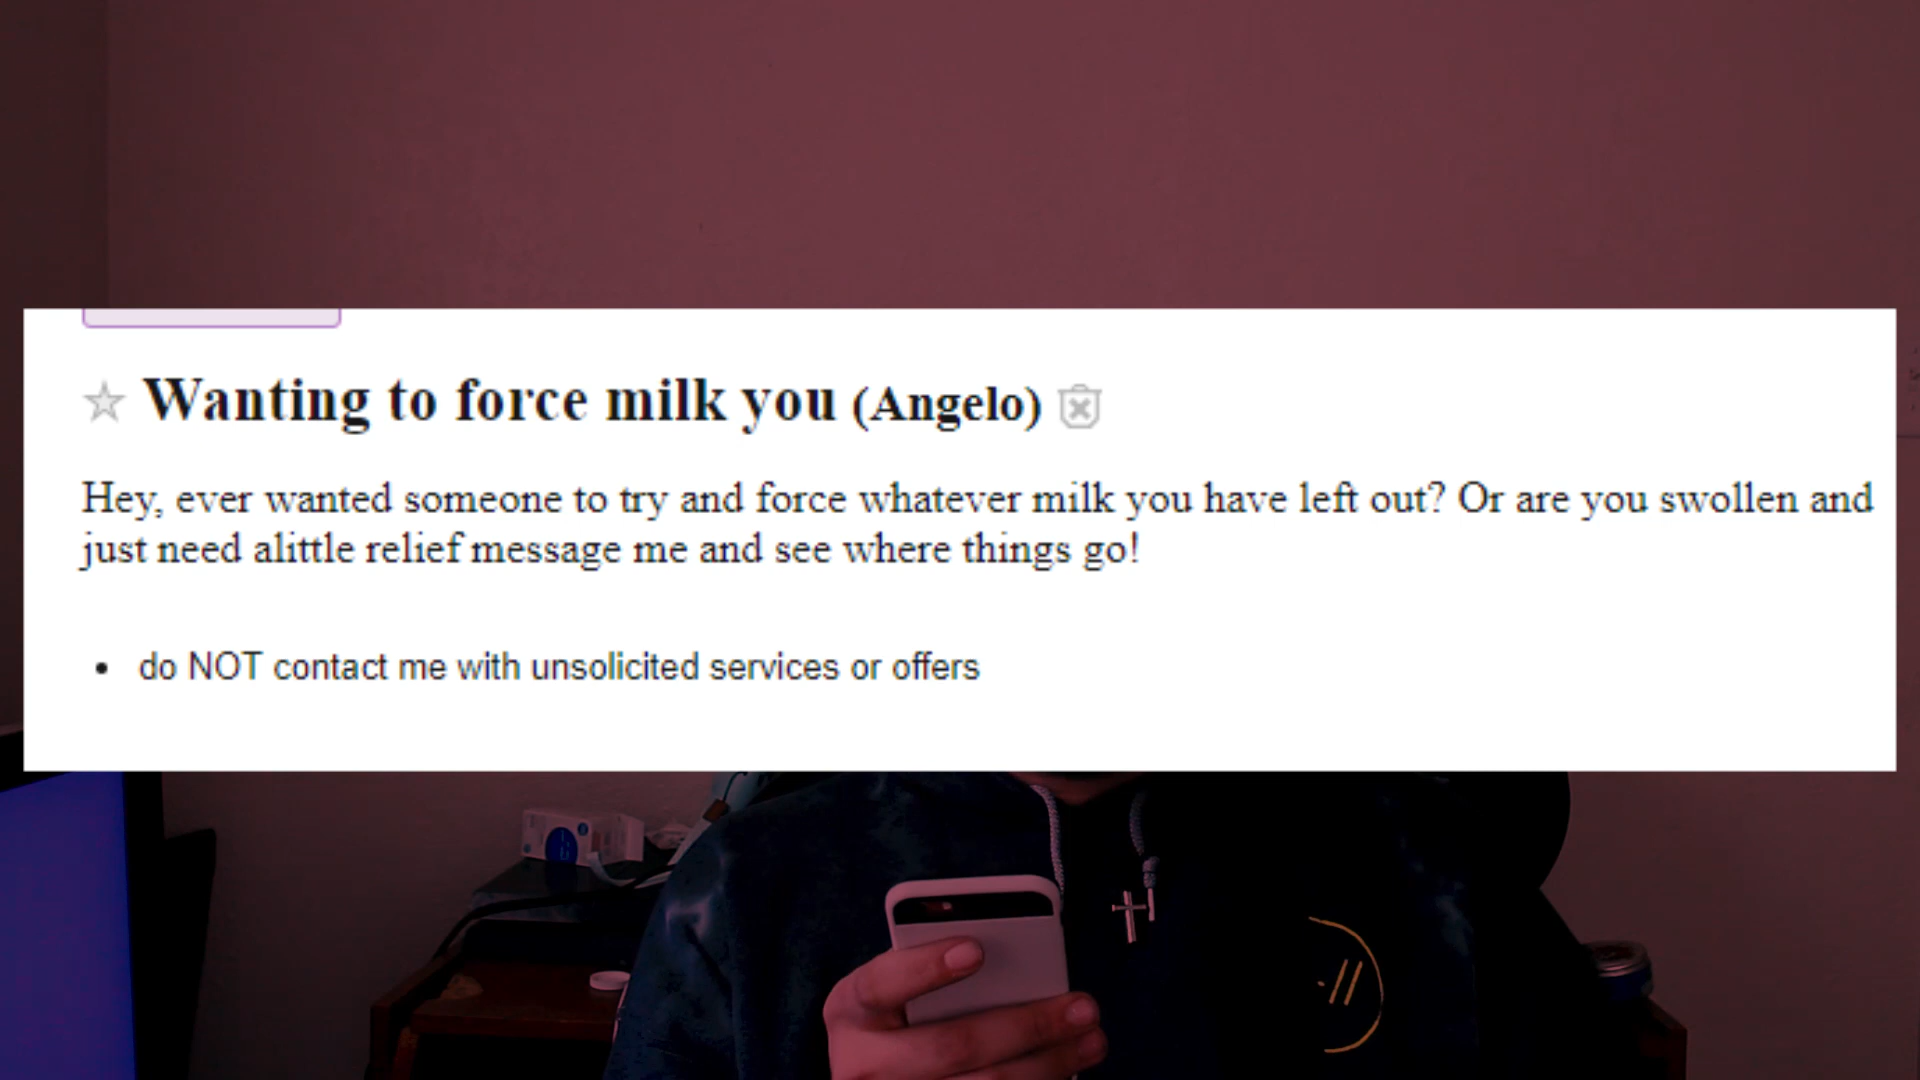 Wanting to force milk you (Angelo)
Hey, ever wanted someone to try and force whatever milk you have left out? Or are you swollen and
just need alittle relief message me and see where things go!
do NOT contact me with unsolicited services or offers